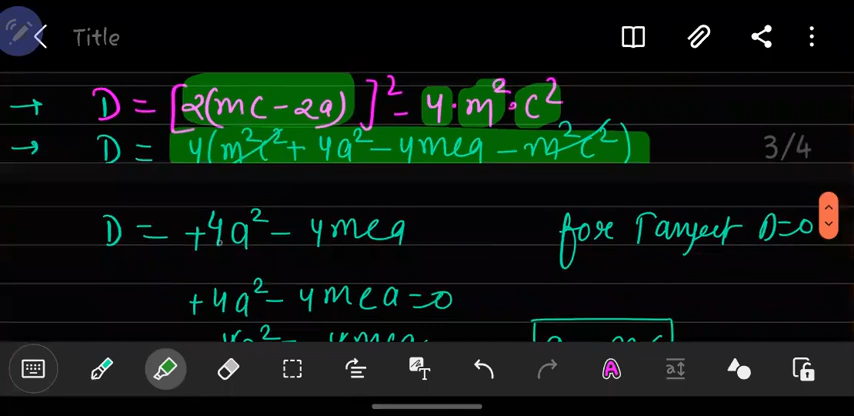 Title
→ D = [2(mc − 2a)]² − 4 · m² · c²
→ D = 4(m²c² + 4a² − 4mca − m²c²)
3/4
D = +4a² − 4mca for Tangent D=0
+4a² − 4mca = 0
A